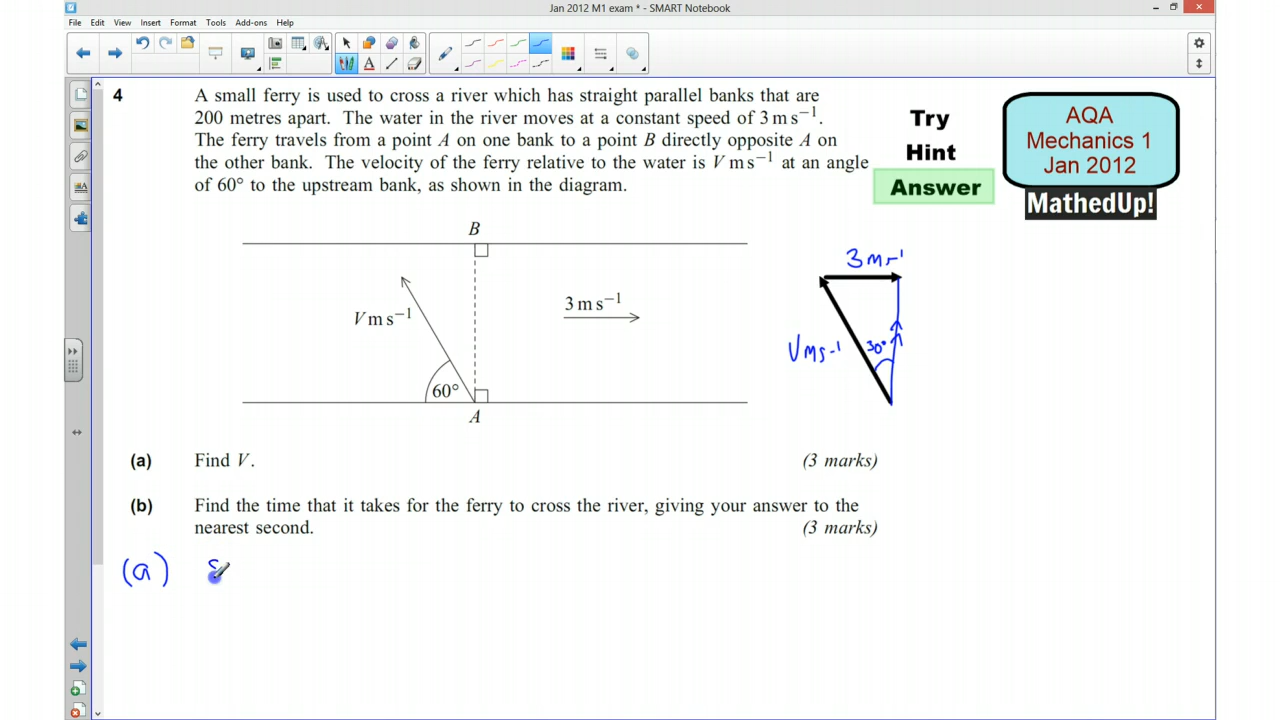 Jan 2012 M1 exam * - SMART Notebook
File Edit View Insert Format Tools Add-ons Help
4 A small ferry is used to cross a river which has straight parallel banks that are
200 metres apart. The water in the river moves at a constant speed of 3 m s⁻¹.
The ferry travels from a point A on one bank to a point B directly opposite A on
the other bank. The velocity of the ferry relative to the water is V m s⁻¹ at an angle
of 60° to the upstream bank, as shown in the diagram.
Try
Hint
Answer
AQA
Mechanics 1
Jan 2012
MathedUp!
B
V m s⁻¹
3 m s⁻¹
60°
A
3ms⁻¹
Vms⁻¹
30°
(a) Find V. (3 marks)
(b) Find the time that it takes for the ferry to cross the river, giving your answer to the
nearest second. (3 marks)
(a) s